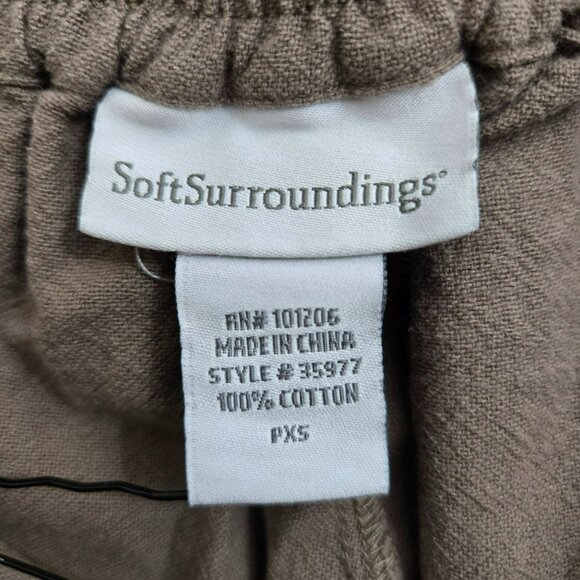 SoftSurroundings®
RN# 101206
MADE IN CHINA
STYLE # 35977
100% COTTON
PXS